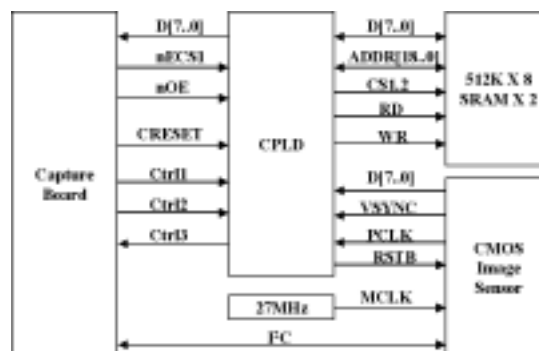 D[7..0]
nECS1
nOE
CRESET
Ctrl1
Ctrl2
Ctrl3
Capture
Board
CPLD
D[7..0]
ADDR[18..0]
CS1,2
RD
WR
512K X 8
SRAM X 2
D[7..0]
VSYNC
PCLK
RSTB
CMOS
Image
Sensor
27MHz
MCLK
I²C